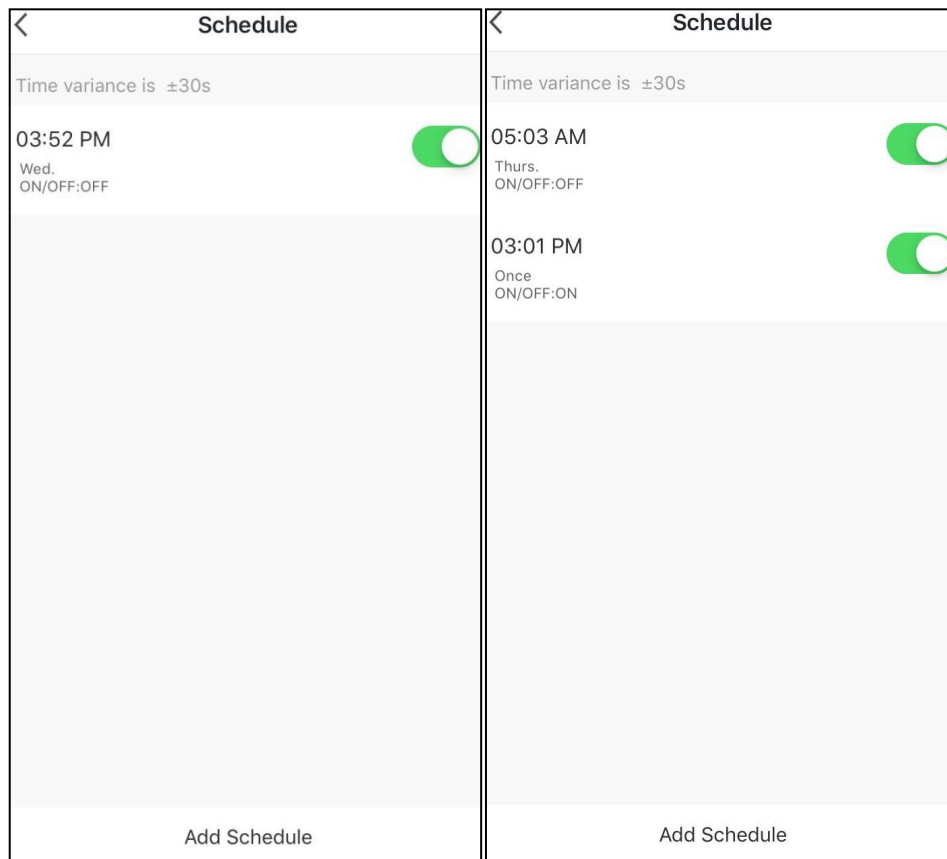 Schedule
Time variance is ±30s
03:52 PM
Wed.
ON/OFF:OFF
Add Schedule
Schedule
Time variance is ±30s
05:03 AM
Thurs.
ON/OFF:OFF
03:01 PM
Once
ON/OFF:ON
Add Schedule